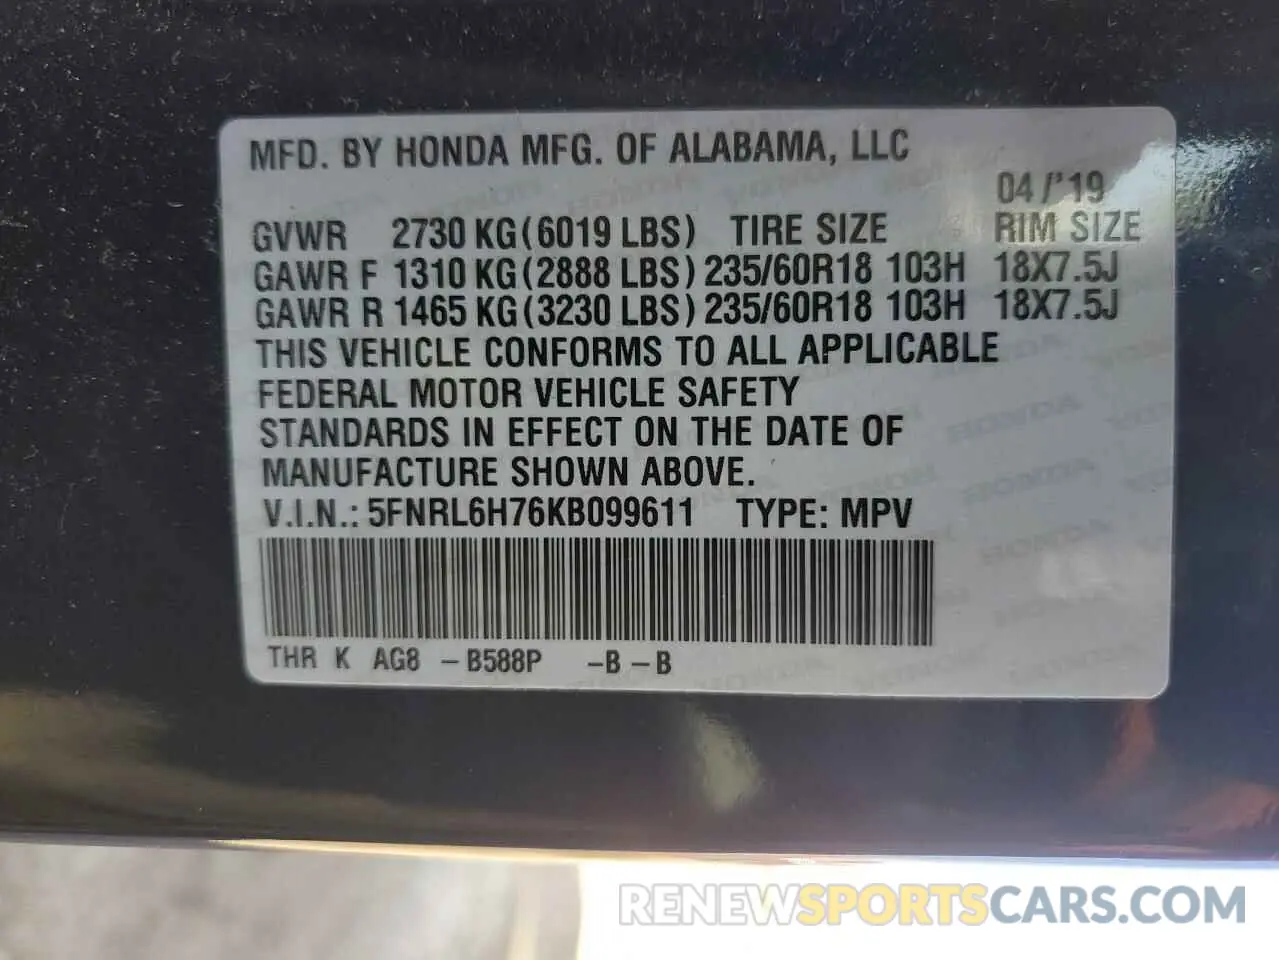 MFD. BY HONDA MFG. OF ALABAMA, LLC
04/'19
GVWR 2730 KG(6019 LBS) TIRE SIZE RIM SIZE
GAWR F 1310 KG(2888 LBS) 235/60R18 103H 18X7.5J
GAWR R 1465 KG(3230 LBS) 235/60R18 103H 18X7.5J
THIS VEHICLE CONFORMS TO ALL APPLICABLE
FEDERAL MOTOR VEHICLE SAFETY
STANDARDS IN EFFECT ON THE DATE OF
MANUFACTURE SHOWN ABOVE.
V.I.N.: 5FNRL6H76KB099611 TYPE: MPV
THR K AG8 -B588P -B-B
RENEWSPORTSCARS.COM